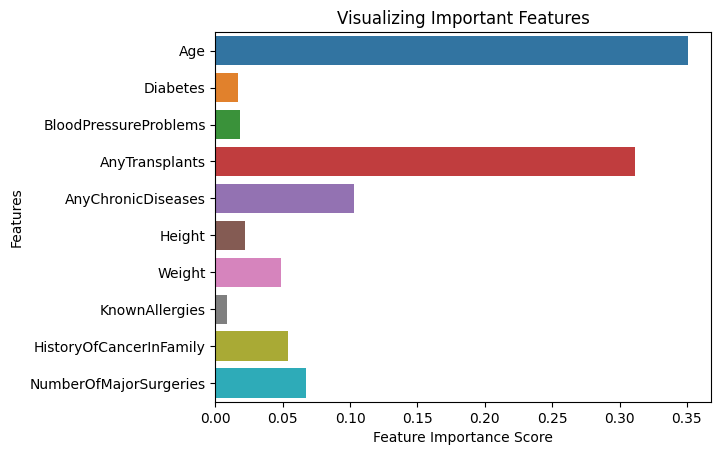 Visualizing Important Features
Age
Diabetes
BloodPressureProblems
AnyTransplants
AnyChronicDiseases
Height
Weight
KnownAllergies
HistoryOfCancerInFamily
NumberOfMajorSurgeries
Features
0.00 0.05 0.10 0.15 0.20 0.25 0.30 0.35
Feature Importance Score